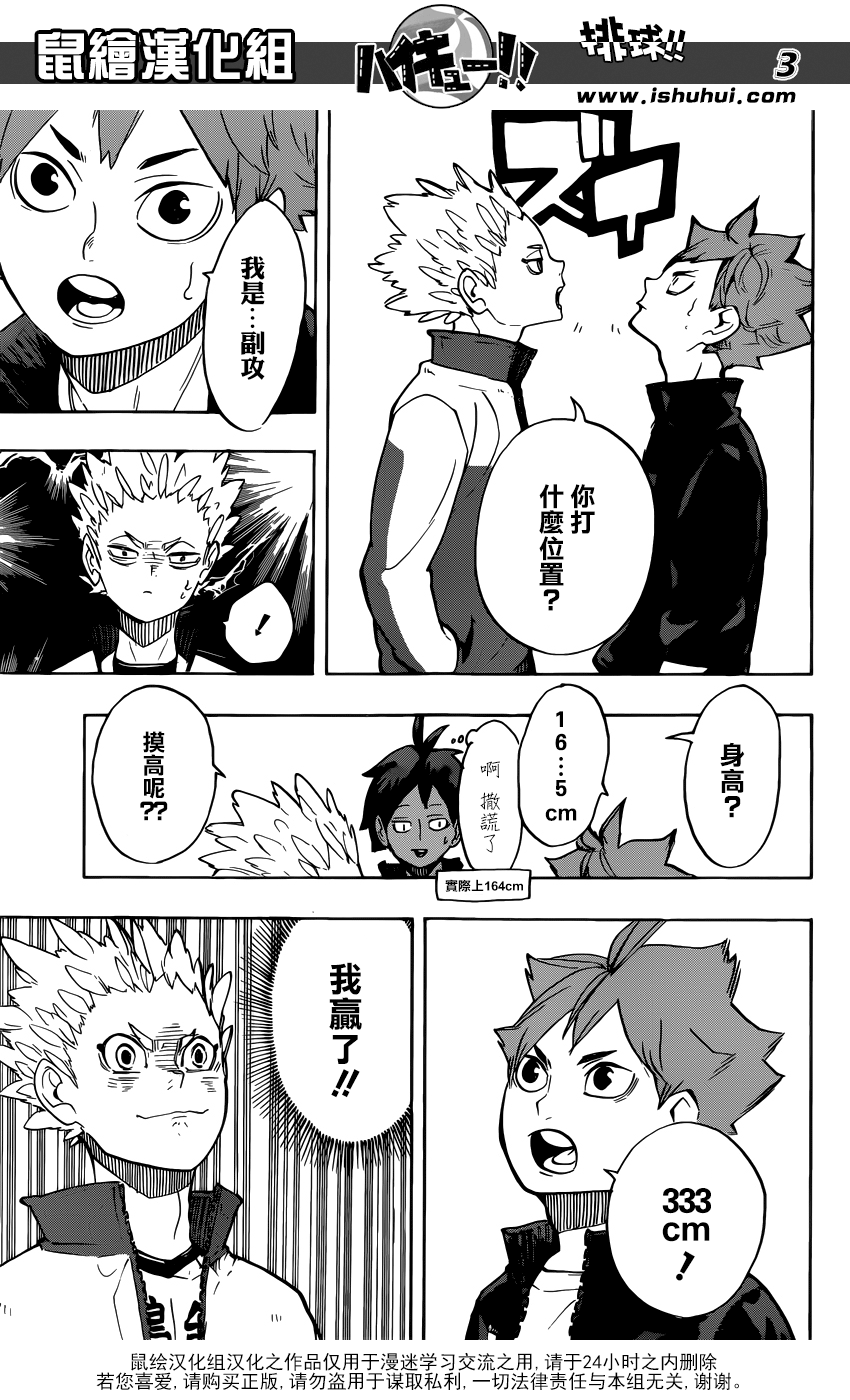 鼠繪漢化組
ハイキュー!!
排球!!
3
www.ishuhui.com
ズイ
你打
什麼位置?
我是…副攻
!
身高?
16…5
cm
啊 撒謊了
實際上164cm
摸高呢??
333
cm
!
我贏了!!
鼠绘汉化组汉化之作品仅用于漫迷学习交流之用, 请于24小时之内删除
若您喜爱, 请购买正版, 请勿盗用于谋取私利, 一切法律责任与本组无关, 谢谢。